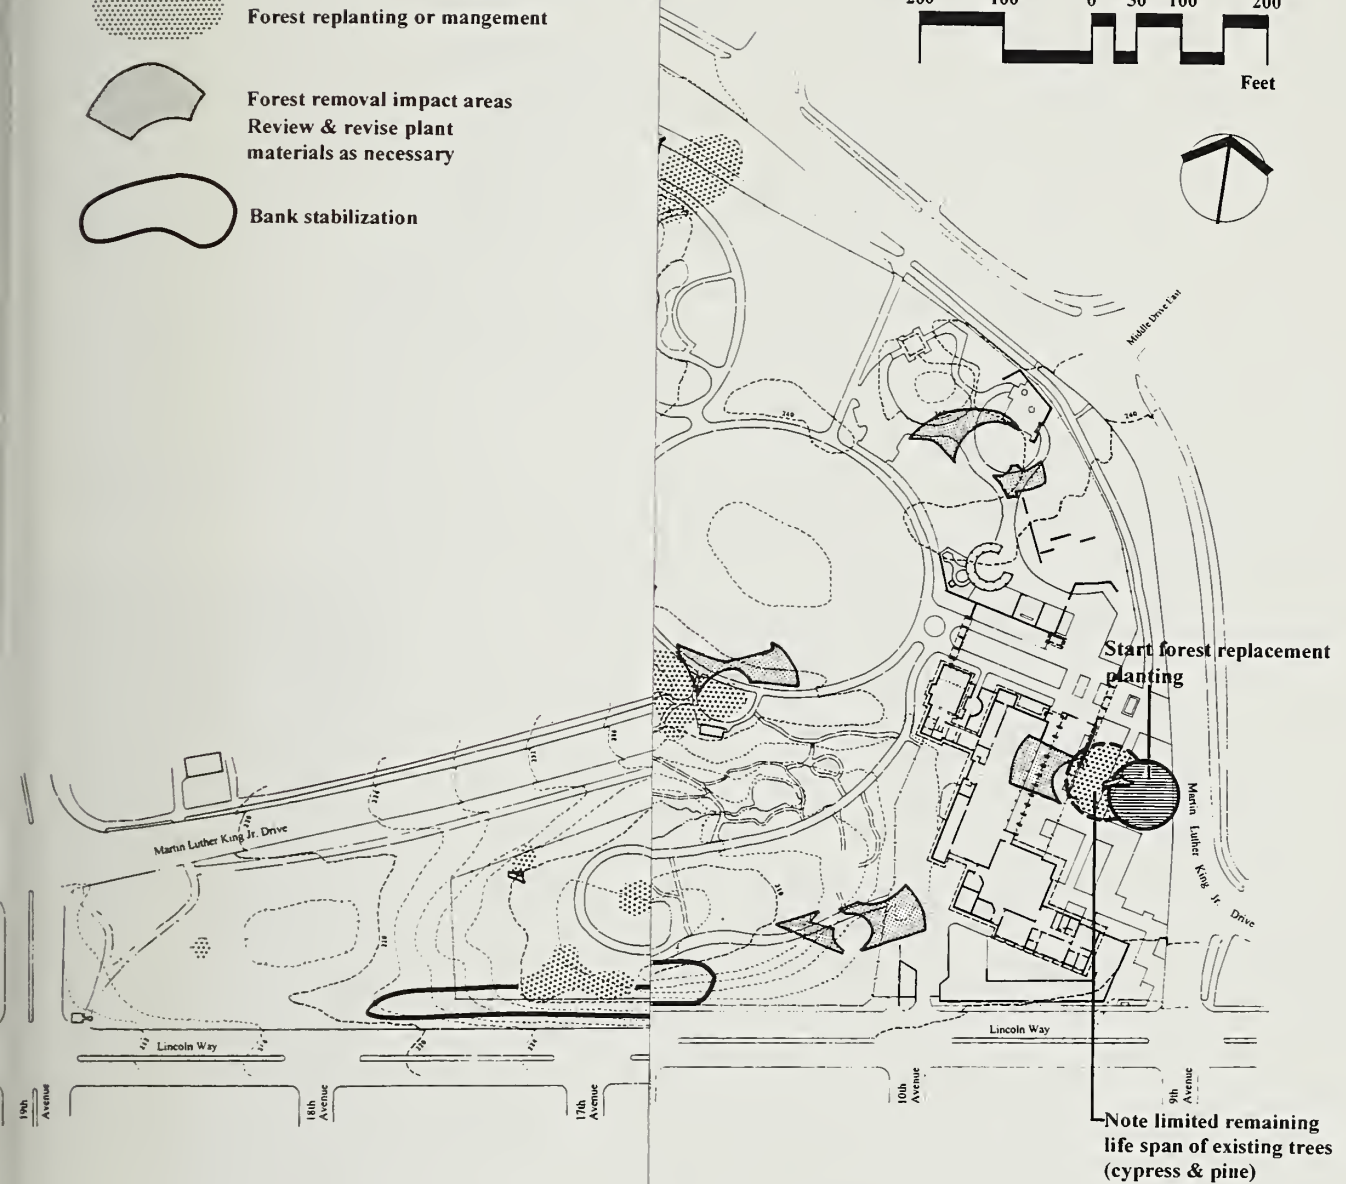 Forest replanting or mangement
Forest removal impact areas
Review & revise plant
materials as necessary
Bank stabilization
200 100 0 50 100 200
Feet
Middle Drive East
240
260
Start forest replacement
planting
Martin Luther King Jr. Drive
Martin Luther King Jr. Drive
Lincoln Way
Lincoln Way
19th
Avenue
18th
Avenue
17th
Avenue
10th
Avenue
9th
Avenue
Note limited remaining
life span of existing trees
(cypress & pine)